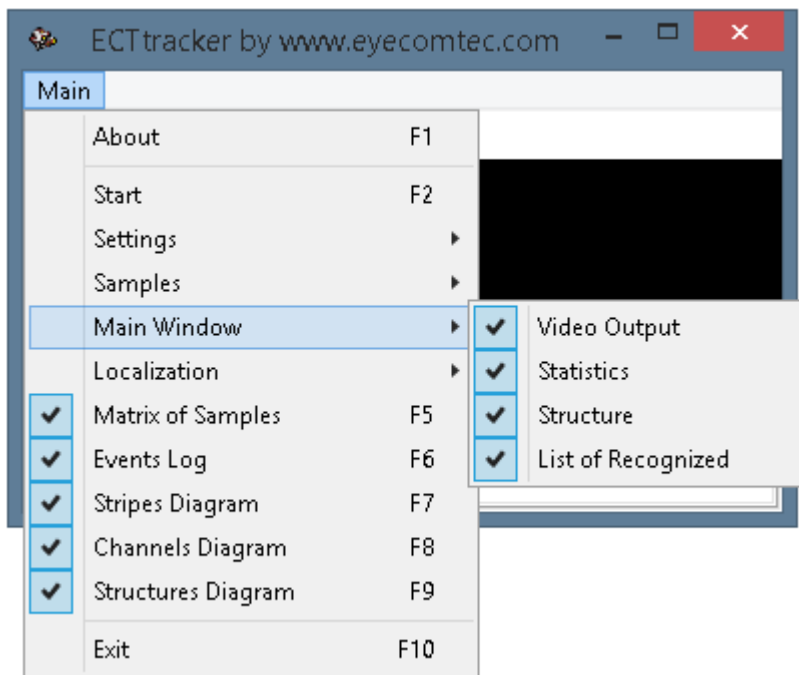 ECTtracker by www.eyecomtec.com
Main
About F1
Start F2
Settings
Samples
Main Window
Localization
Matrix of Samples F5
Events Log F6
Stripes Diagram F7
Channels Diagram F8
Structures Diagram F9
Exit F10
Video Output
Statistics
Structure
List of Recognized